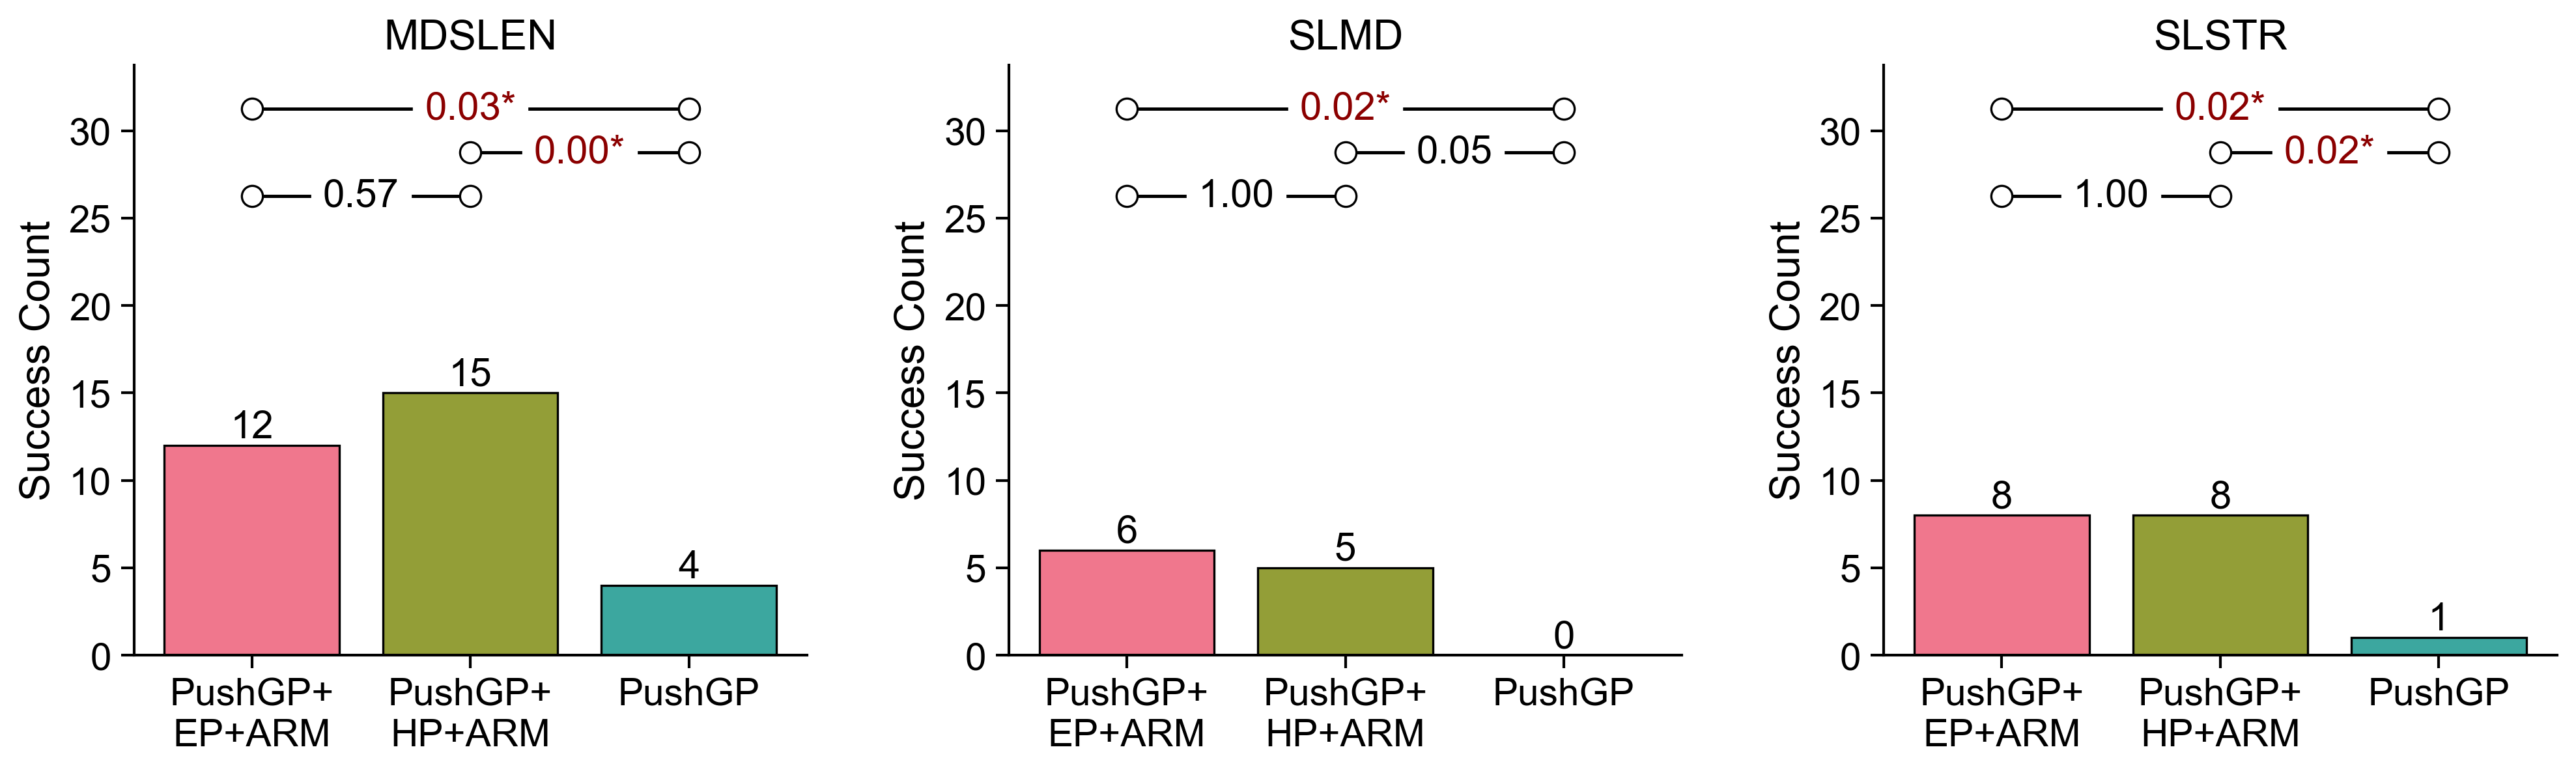 MDSLEN
Success Count
30
25
20
15
10
5
0
0.03*
0.00*
0.57
12
15
4
PushGP+
EP+ARM
PushGP+
HP+ARM
PushGP
SLMD
Success Count
30
25
20
15
10
5
0
0.02*
0.05
1.00
6
5
0
PushGP+
EP+ARM
PushGP+
HP+ARM
PushGP
SLSTR
Success Count
30
25
20
15
10
5
0
0.02*
0.02*
1.00
8
8
1
PushGP+
EP+ARM
PushGP+
HP+ARM
PushGP